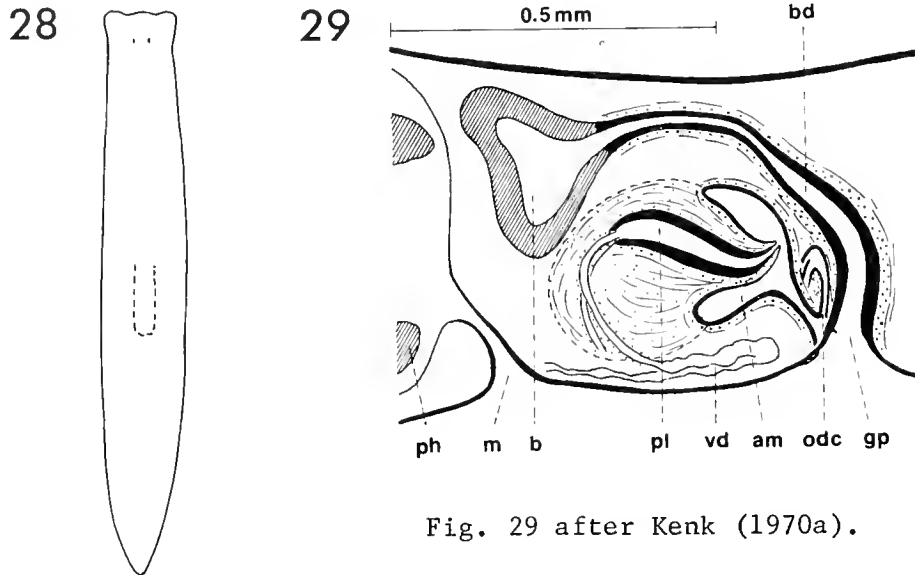 28
29
0.5 mm
bd
ph m b pl vd am odc gp
Fig. 29 after Kenk (1970a).